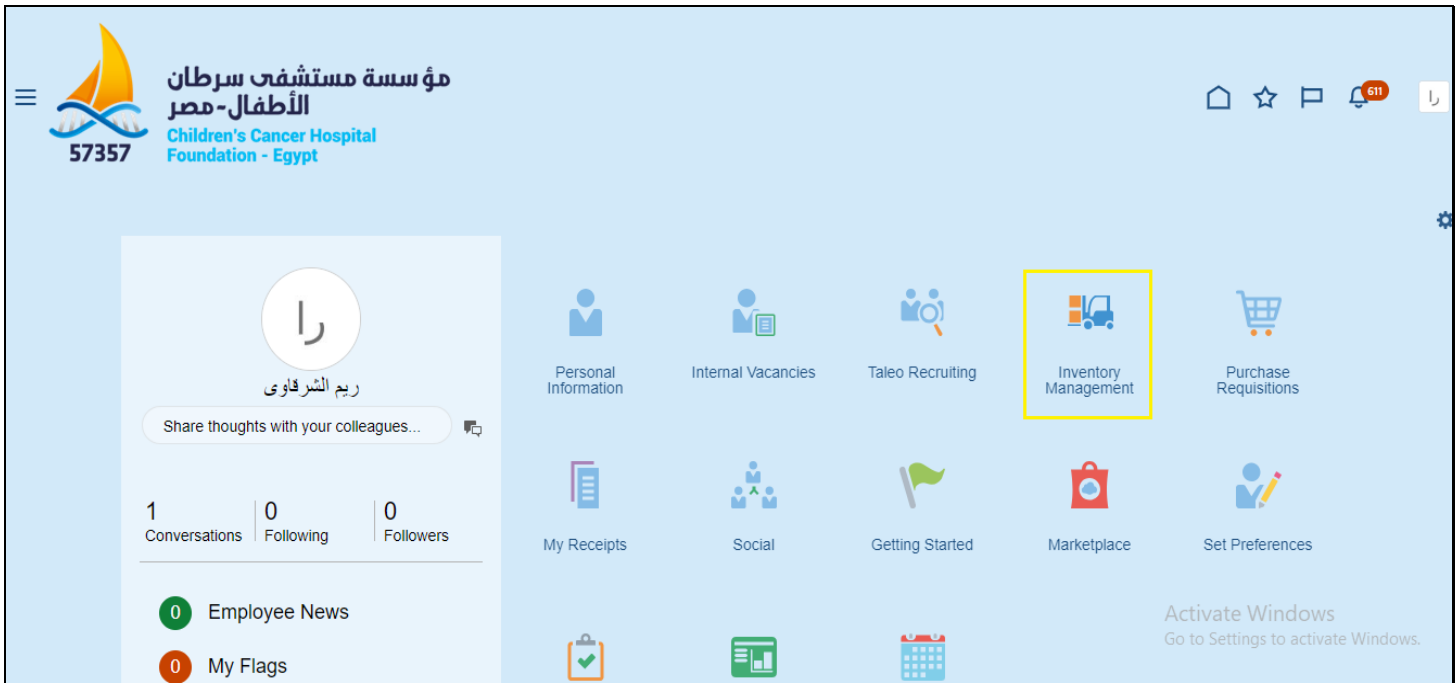 مؤسسة مستشفى سرطان
الأطفال-مصر
Children's Cancer Hospital
Foundation - Egypt
57357
611
را
را
ريم الشرقاوى
Share thoughts with your colleagues...
1
Conversations
0
Following
0
Followers
0 Employee News
0 My Flags
Personal
Information
Internal Vacancies
Taleo Recruiting
Inventory
Management
Purchase
Requisitions
My Receipts
Social
Getting Started
Marketplace
Set Preferences
Activate Windows
Go to Settings to activate Windows.